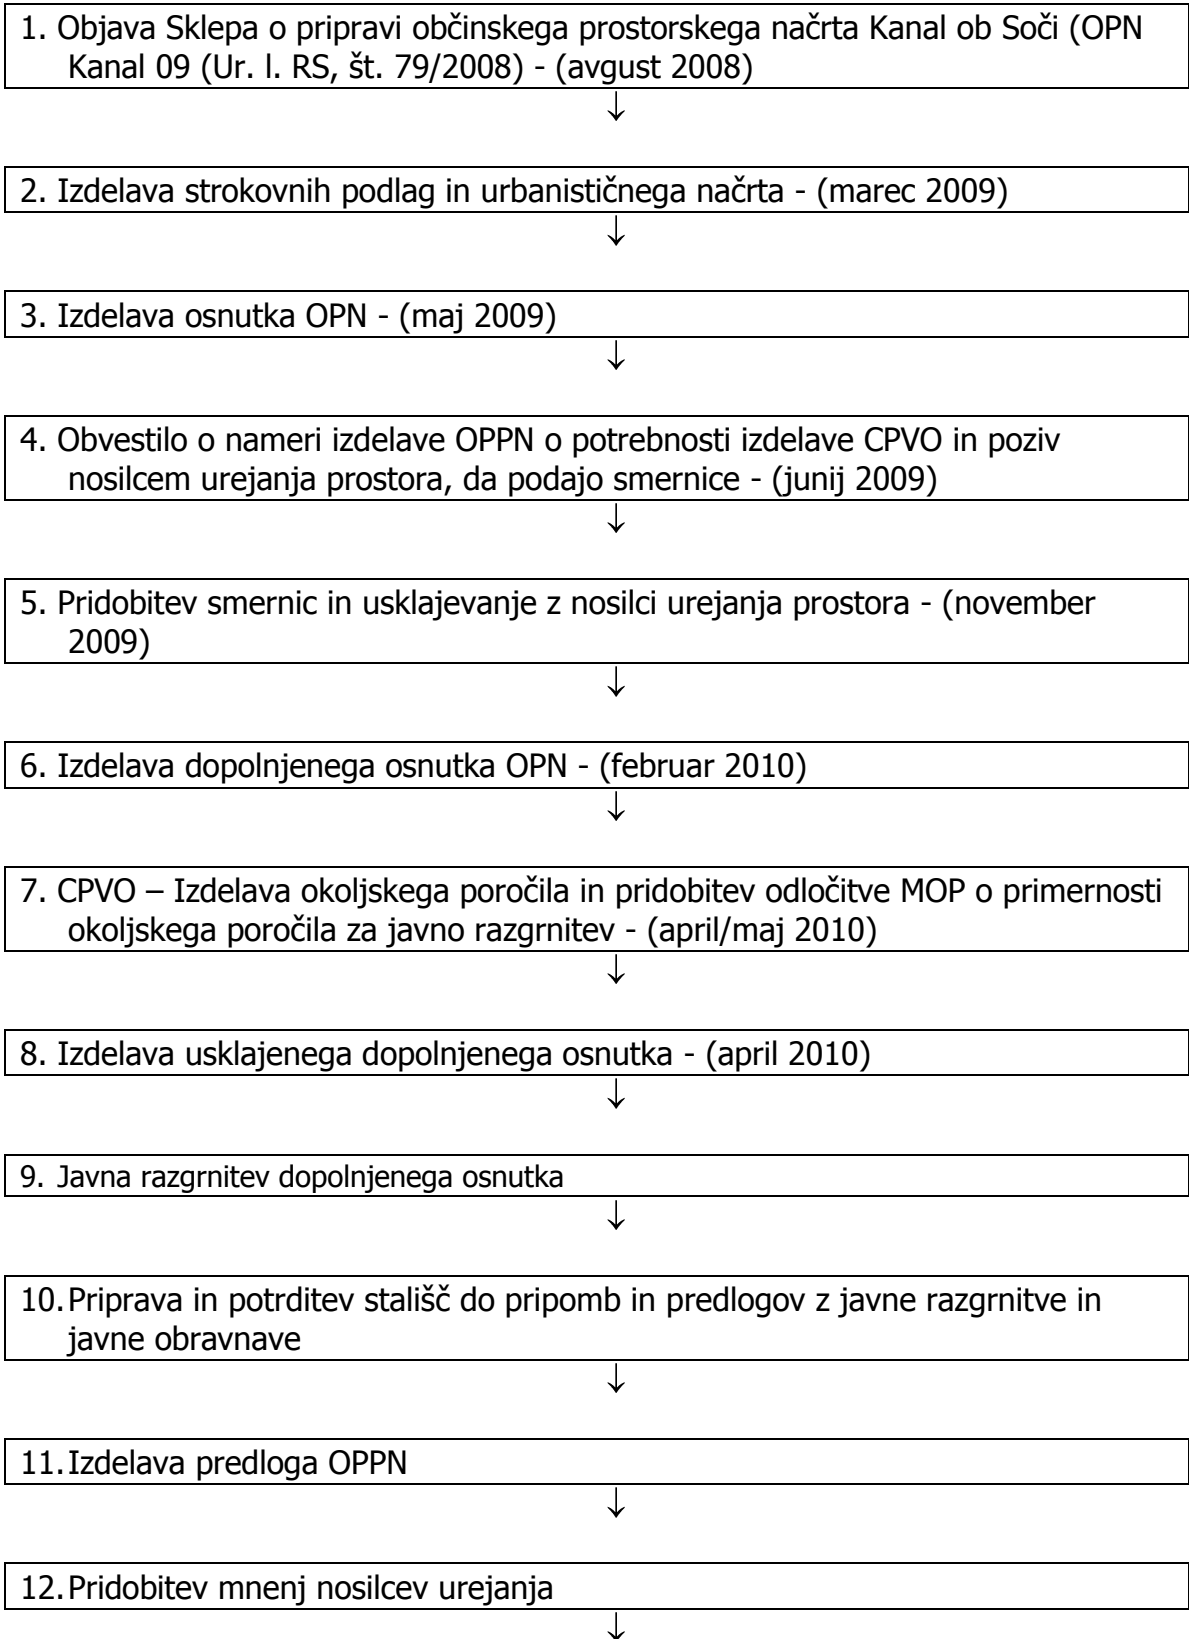 1. Objava Sklepa o pripravi občinskega prostorskega načrta Kanal ob Soči (OPN
Kanal 09 (Ur. l. RS, št. 79/2008) - (avgust 2008)
↓
2. Izdelava strokovnih podlag in urbanističnega načrta - (marec 2009)
↓
3. Izdelava osnutka OPN - (maj 2009)
↓
4. Obvestilo o nameri izdelave OPPN o potrebnosti izdelave CPVO in poziv
nosilcem urejanja prostora, da podajo smernice - (junij 2009)
↓
5. Pridobitev smernic in usklajevanje z nosilci urejanja prostora - (november
2009)
↓
6. Izdelava dopolnjenega osnutka OPN - (februar 2010)
↓
7. CPVO – Izdelava okoljskega poročila in pridobitev odločitve MOP o primernosti
okoljskega poročila za javno razgrnitev - (april/maj 2010)
↓
8. Izdelava usklajenega dopolnjenega osnutka - (april 2010)
↓
9. Javna razgrnitev dopolnjenega osnutka
↓
10. Priprava in potrditev stališč do pripomb in predlogov z javne razgrnitve in
javne obravnave
↓
11. Izdelava predloga OPPN
↓
12. Pridobitev mnenj nosilcev urejanja
↓